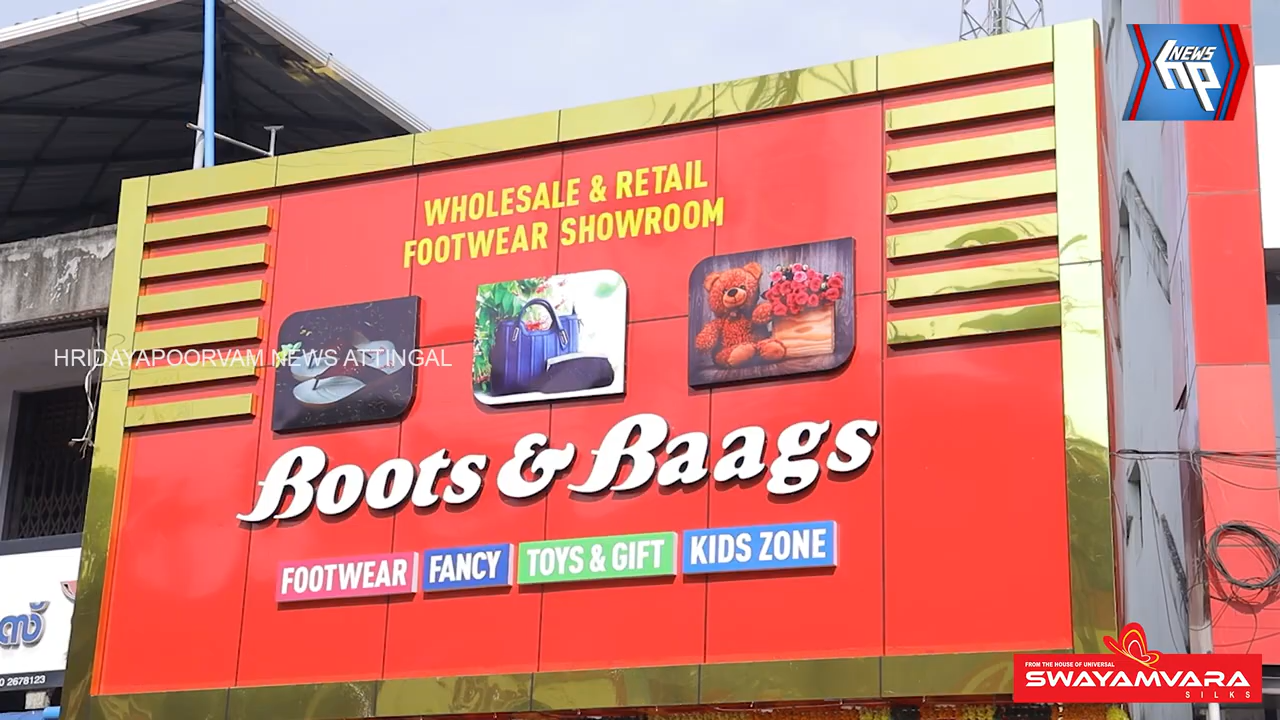 NEWS
hp
WHOLESALE & RETAIL
FOOTWEAR SHOWROOM
HRIDAYAPOORVAM NEWS ATTINGAL
Boots & Baags
FOOTWEAR FANCY TOYS & GIFT KIDS ZONE
2678123
FROM THE HOUSE OF UNIVERSAL
SWAYAMVARA
SILKS